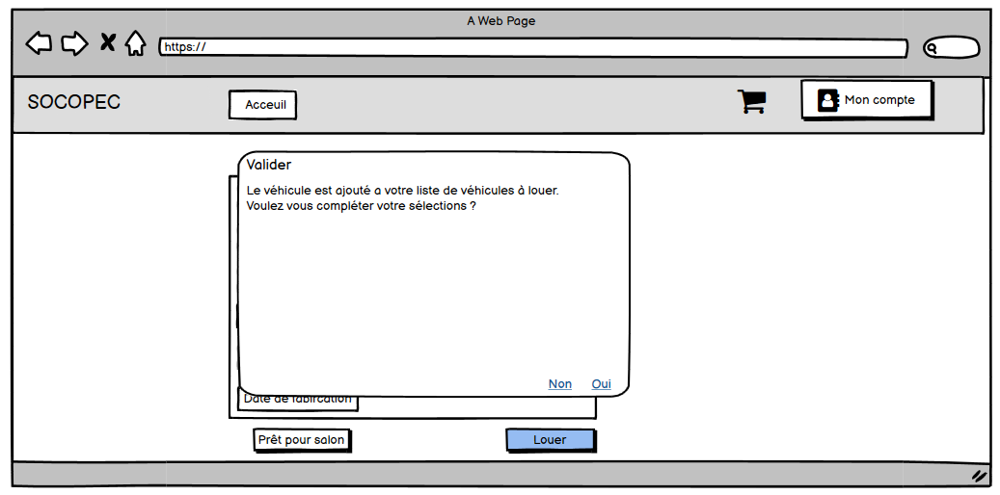 A Web Page
https://
SOCOPEC
Acceuil
Mon compte
Valider
Le véhicule est ajouté a votre liste de véhicules à louer.
Voulez vous compléter votre sélections ?
Non Oui
Date de fabircation
Prêt pour salon
Louer